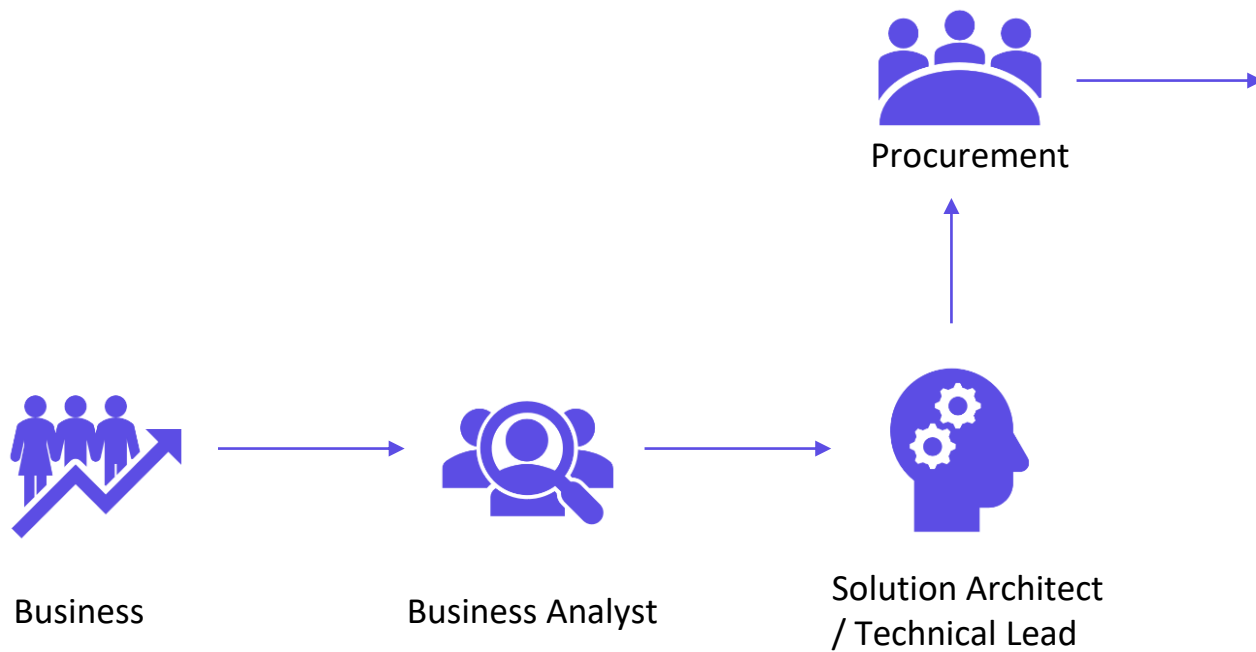 Procurement
Business
Business Analyst
Solution Architect
/ Technical Lead